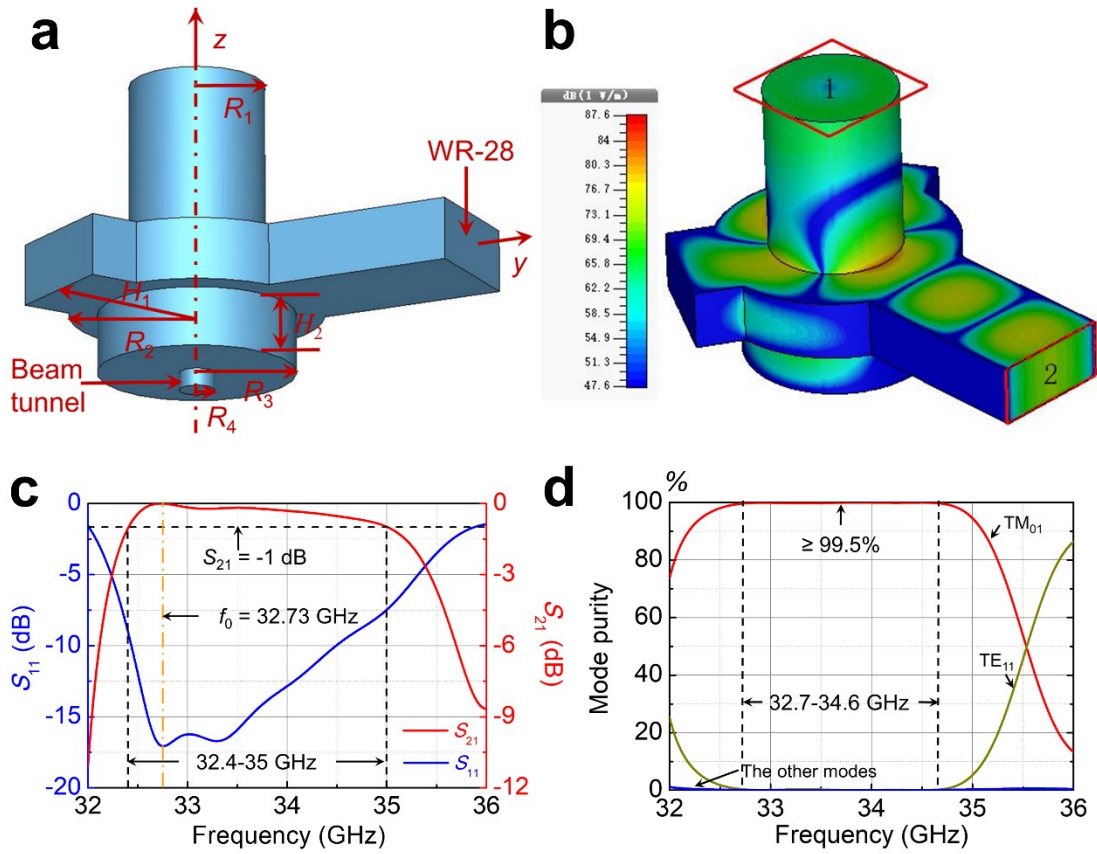 a
z
R1
WR-28
y
H1
H2
R2
Beam
tunnel
R3
R4
b
dB(1 V/m)
87.6
84
80.3
76.7
73.1
69.4
65.8
62.1
58.5
54.9
51.2
47.6
1
2
c
0
-5
-10
-15
-20
S11 (dB)
0
-3
-6
-9
-12
S21 (dB)
S21 = -1 dB
f0 = 32.73 GHz
32.4-35 GHz
S21
S11
32 33 34 35 36
Frequency (GHz)
d
%
100
80
60
40
20
0
Mode purity
≥ 99.5%
TM01
TE11
32.7-34.6 GHz
The other modes
32 33 34 35 36
Frequency (GHz)